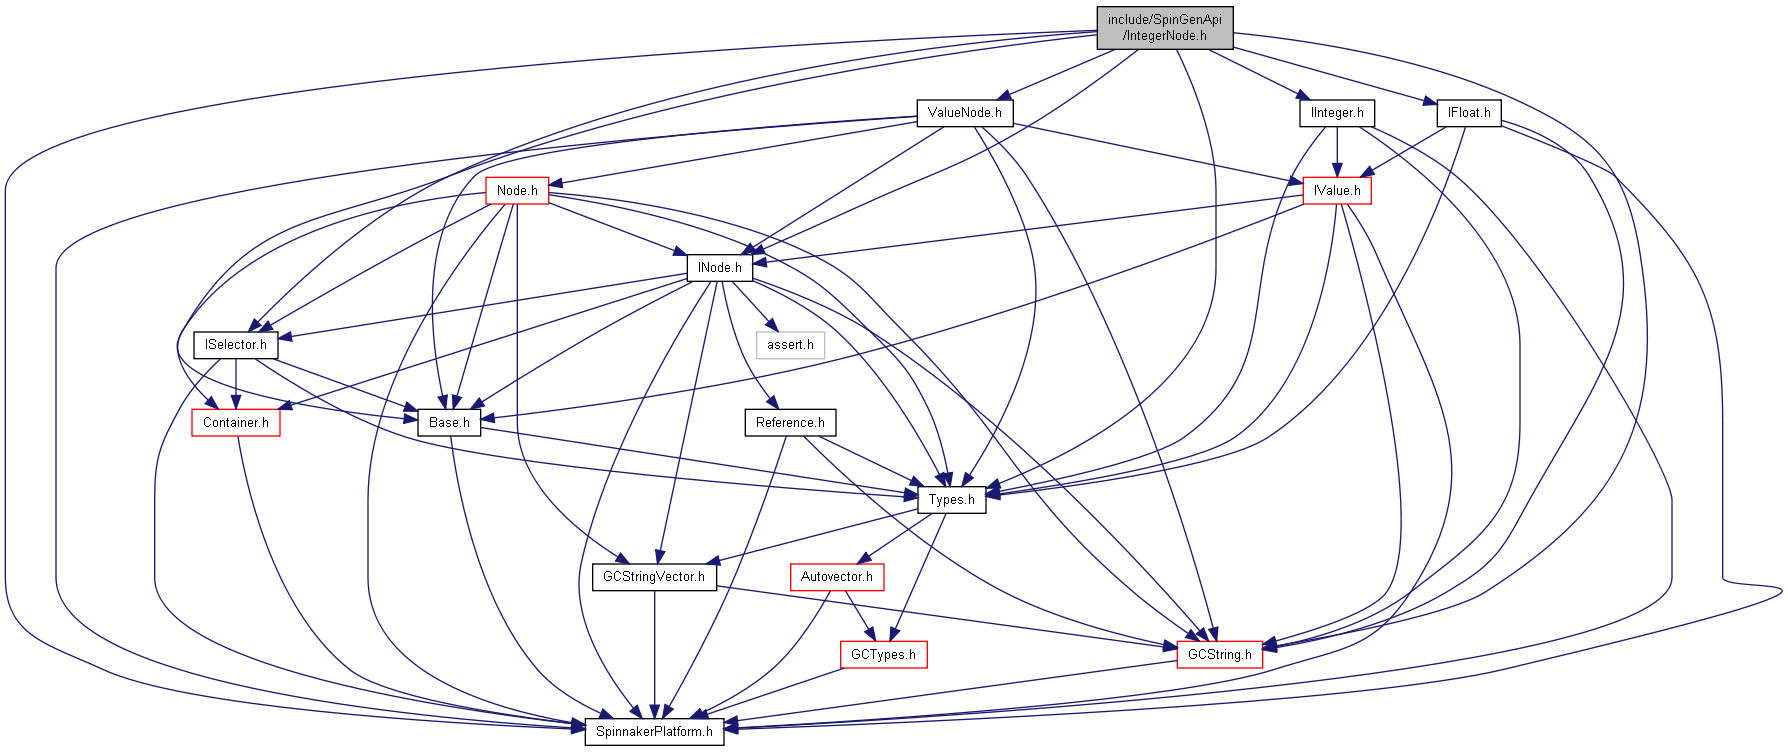 include/SpinGenApi
/IntegerNode.h
ValueNode.h
IInteger.h
IFloat.h
Node.h
IValue.h
INode.h
ISelector.h
assert.h
Container.h
Base.h
Reference.h
Types.h
GCStringVector.h
Autovector.h
GCTypes.h
GCString.h
SpinnakerPlatform.h